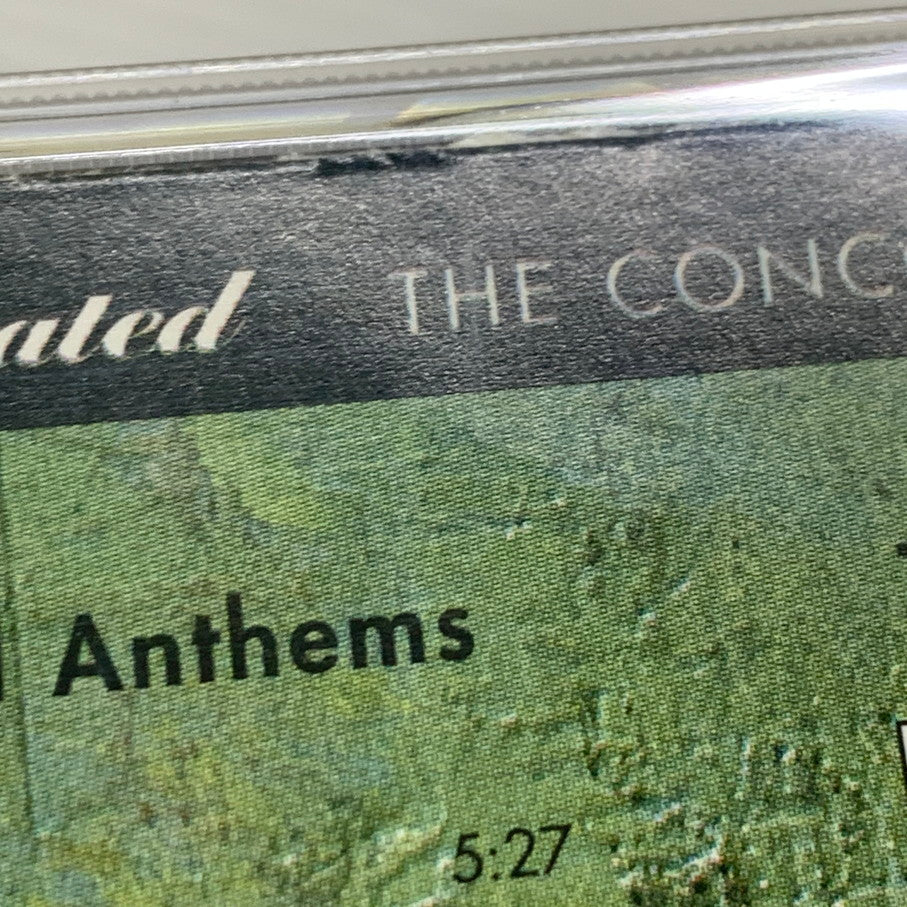 ated THE CONC
Anthems
5:27